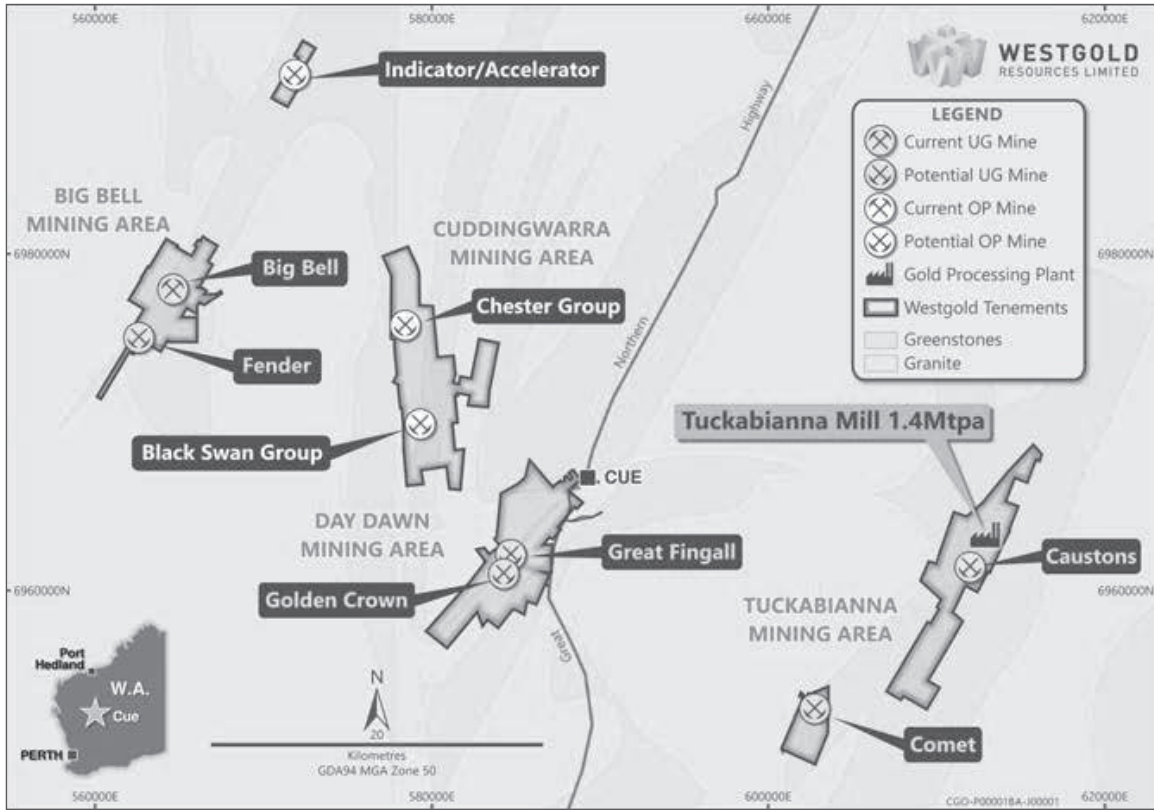 560000E
580000E
660000E
620000E
WESTGOLD
RESOURCES LIMITED
Indicator/Accelerator
Highway
LEGEND
Current UG Mine
Potential UG Mine
Current OP Mine
Potential OP Mine
Gold Processing Plant
Westgold Tenements
Greenstones
Granite
BIG BELL
MINING AREA
CUDDINGWARRA
MINING AREA
6980000N
6980000N
Big Bell
Chester Group
Northern
Fender
Tuckabianna Mill 1.4Mtpa
Black Swan Group
CUE
DAY DAWN
MINING AREA
Great Fingall
Caustons
Golden Crown
6960000N
6960000N
TUCKABIANNA
MINING AREA
Great
Port
Hedland
W.A.
Cue
PERTH
N
20
Kilometres
GDA94 MGA Zone 50
Comet
560000E
580000E
600000E
620000E
CGO-P00001BA-J00001